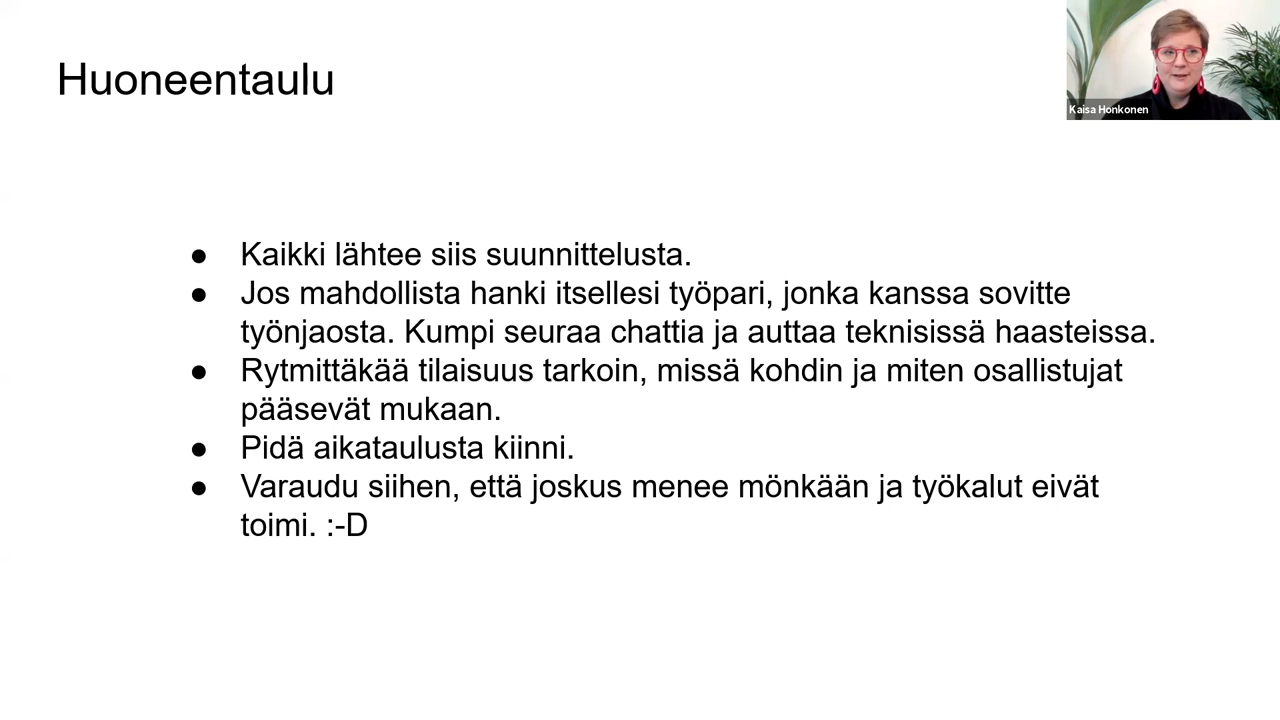 Huoneentaulu
Kaisa Honkonen
● Kaikki lähtee siis suunnittelusta.
● Jos mahdollista hanki itsellesi työpari, jonka kanssa sovitte
työnjaosta. Kumpi seuraa chattia ja auttaa teknisissä haasteissa.
● Rytmittäkää tilaisuus tarkoin, missä kohdin ja miten osallistujat
pääsevät mukaan.
● Pidä aikataulusta kiinni.
● Varaudu siihen, että joskus menee mönkään ja työkalut eivät
toimi. :-D